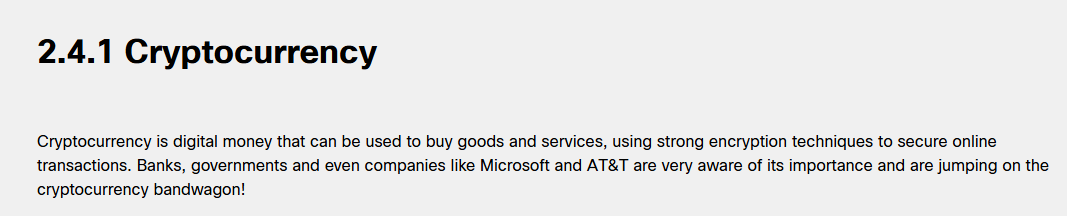 2.4.1 Cryptocurrency
Cryptocurrency is digital money that can be used to buy goods and services, using strong encryption techniques to secure online
transactions. Banks, governments and even companies like Microsoft and AT&T are very aware of its importance and are jumping on the
cryptocurrency bandwagon!